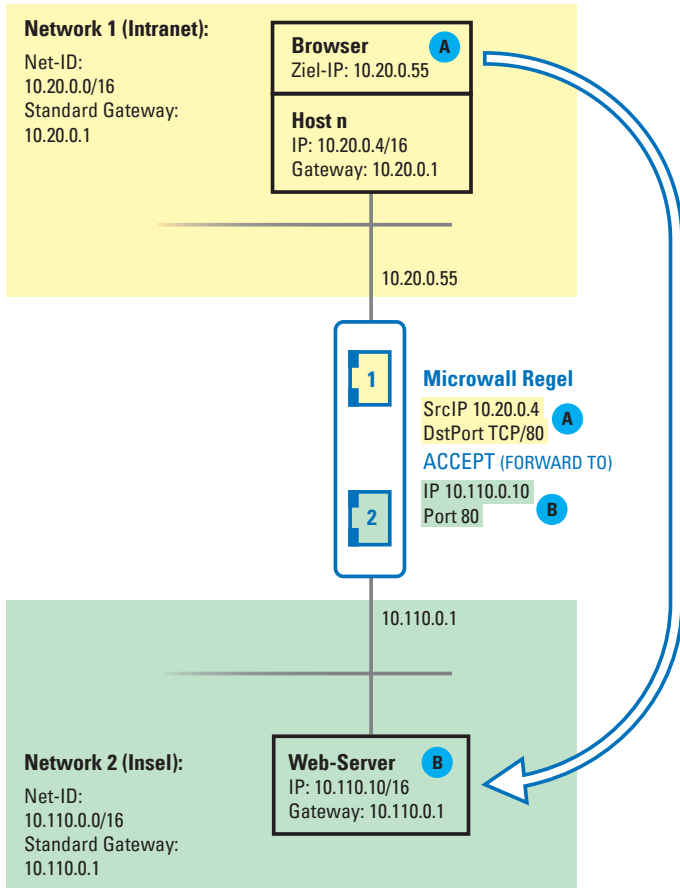 Network 1 (Intranet):
Net-ID:
10.20.0.0/16
Standard Gateway:
10.20.0.1
Browser
A
Ziel-IP: 10.20.0.55
Host n
IP: 10.20.0.4/16
Gateway: 10.20.0.1
10.20.0.55
1
2
Microwall Regel
SrcIP 10.20.0.4
DstPort TCP/80
A
ACCEPT (FORWARD TO)
IP 10.110.0.10
Port 80
B
10.110.0.1
Network 2 (Insel):
Net-ID:
10.110.0.0/16
Standard Gateway:
10.110.0.1
Web-Server
B
IP: 10.110.10/16
Gateway: 10.110.0.1